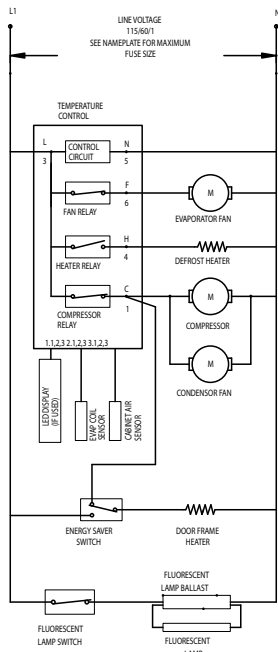 L1
N
LINE VOLTAGE
115/60/1
SEE NAMEPLATE FOR MAXIMUM
FUSE SIZE
TEMPERATURE
CONTROL
L
3
CONTROL
CIRCUIT
N
5
F
6
FAN RELAY
M
EVAPORATOR FAN
H
4
HEATER RELAY
DEFROST HEATER
C
1
COMPRESSOR
RELAY
M
COMPRESSOR
M
CONDENSOR FAN
1.1,2,3 2.1,2,3 3.1,2,3
LED DISPLAY
(IF USED)
EVAP COIL
SENSOR
CABINET AIR
SENSOR
ENERGY SAVER
SWITCH
DOOR FRAME
HEATER
FLUORESCENT
LAMP BALLAST
FLUORESCENT
LAMP SWITCH
FLUORESCENT
LAMP